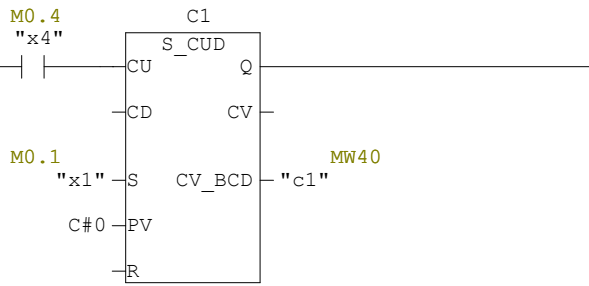 M0.4 C1
"x4" S_CUD
CU Q
CD CV
M0.1 MW40
"x1" S CV_BCD "c1"
C#0 PV
R